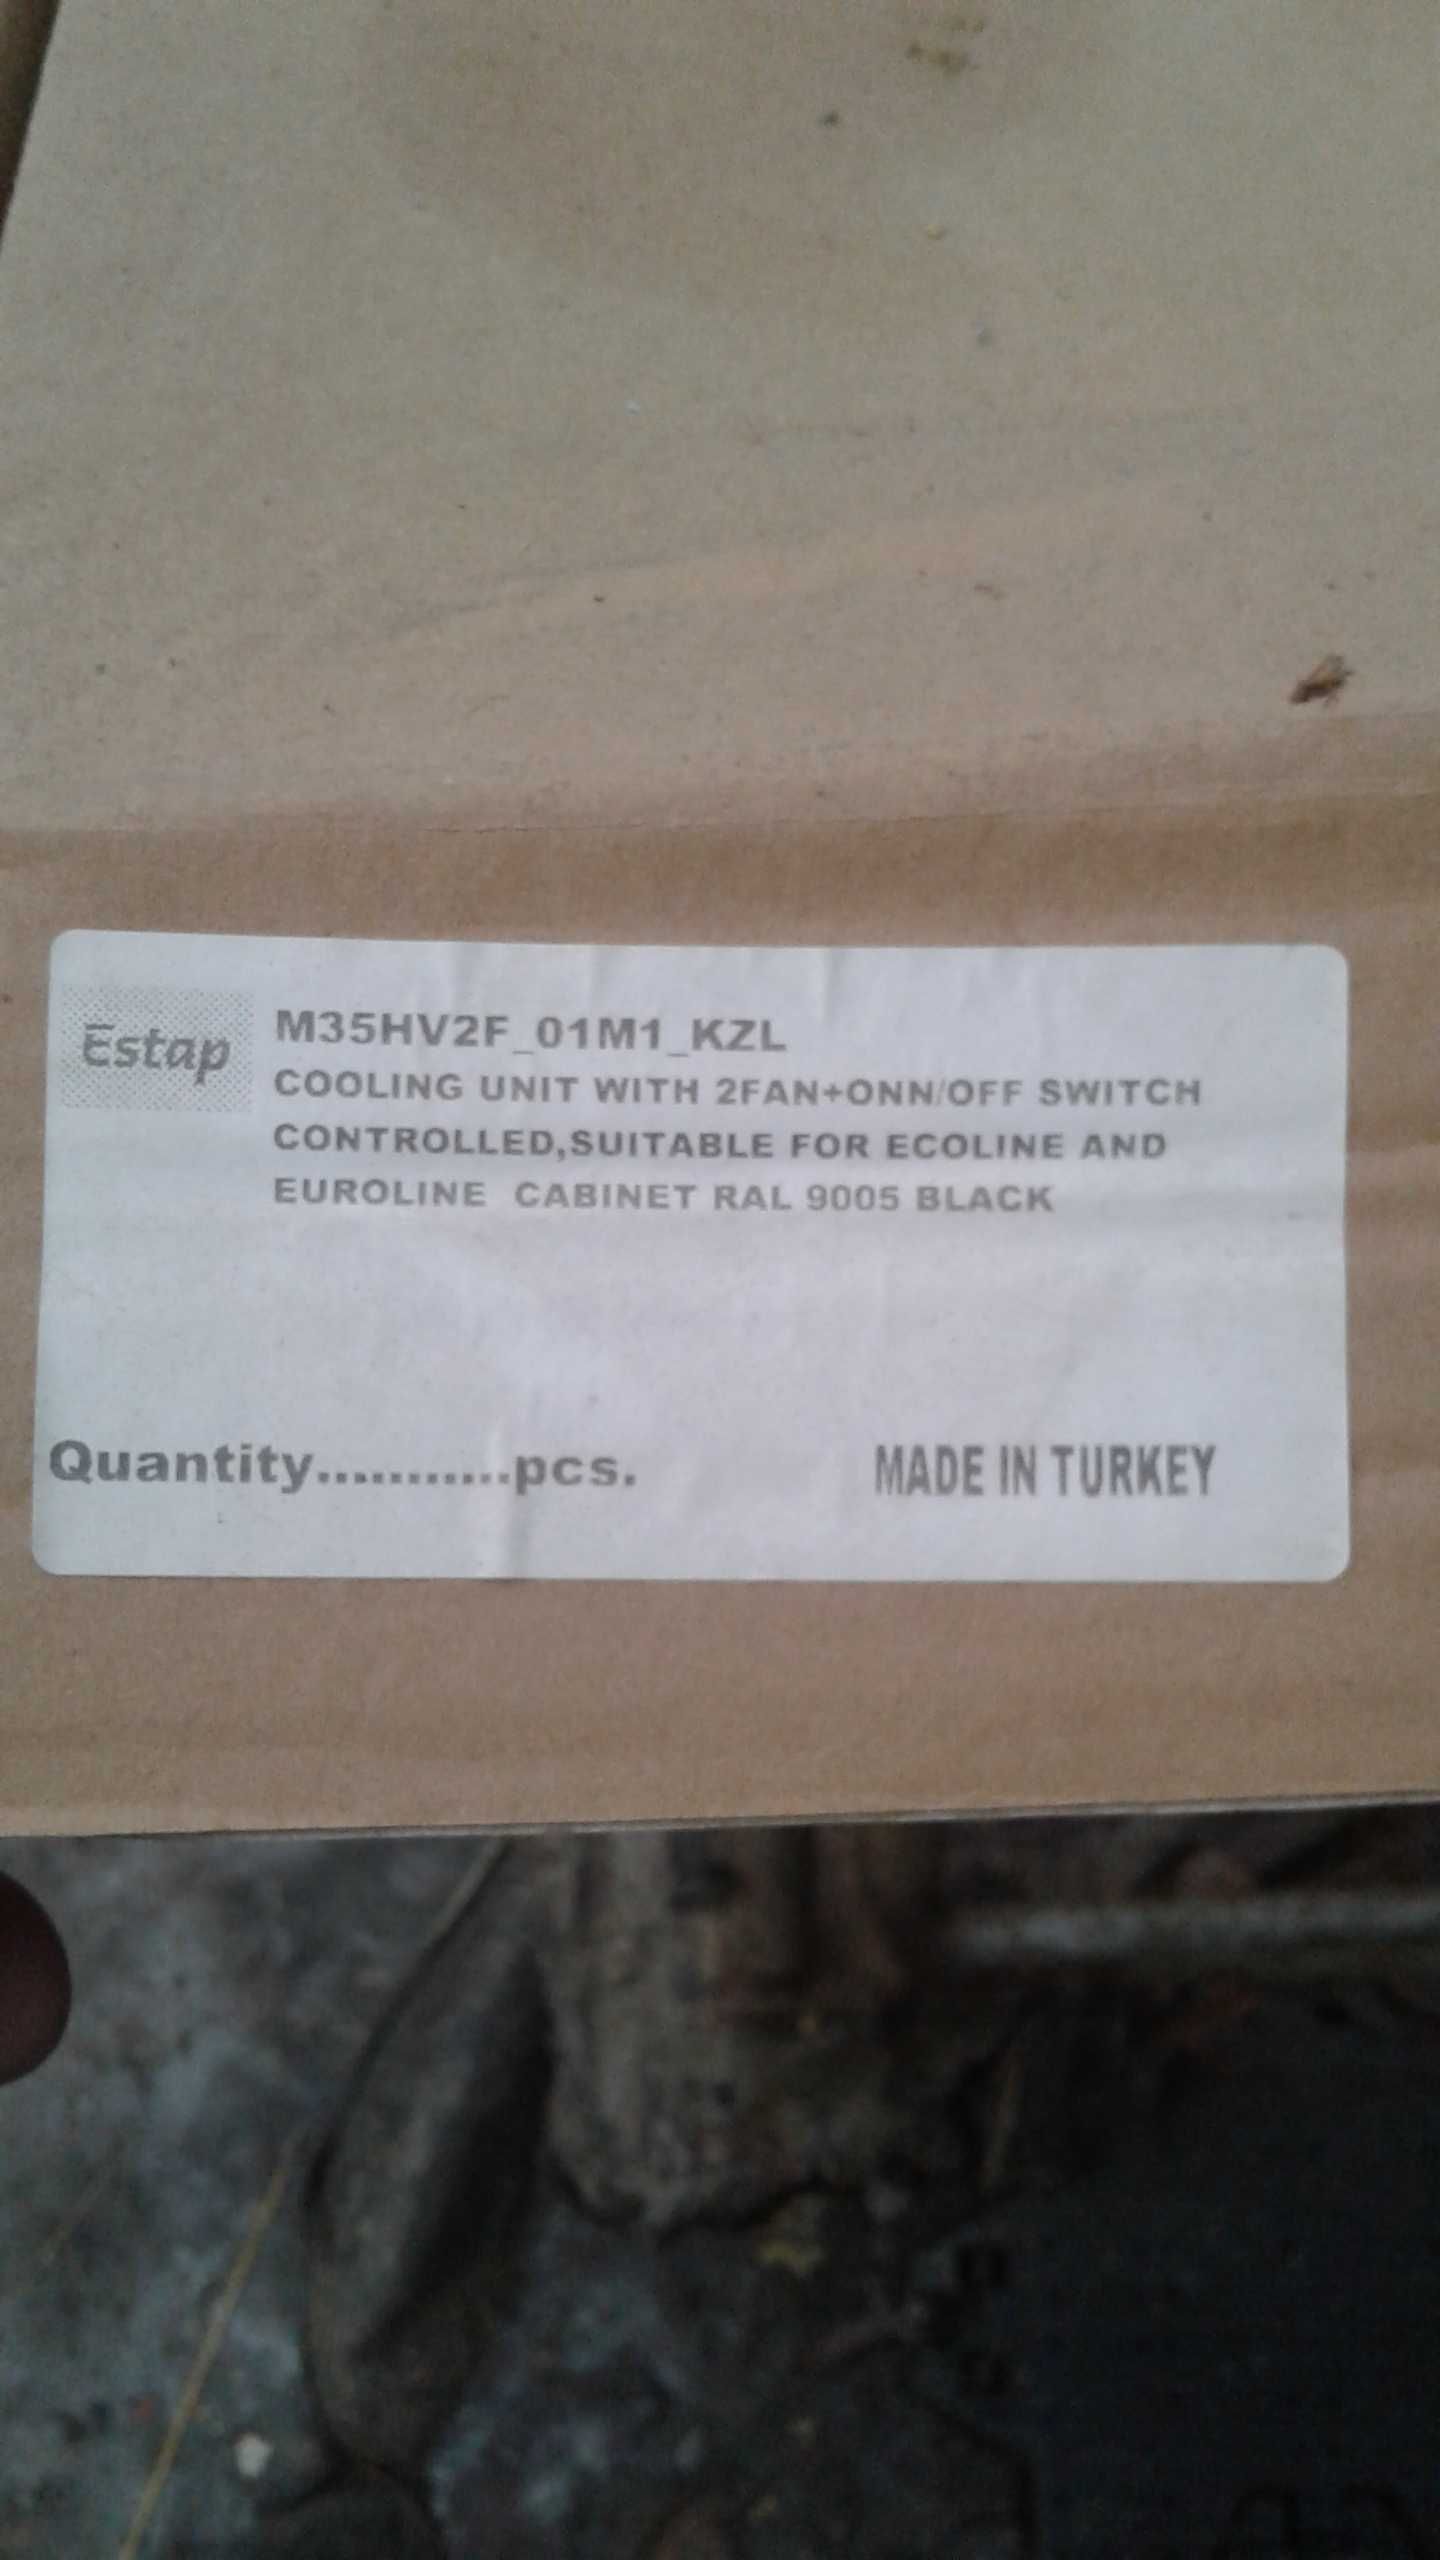 Estap
M35HV2F_01M1_KZL
COOLING UNIT WITH 2FAN+ONN/OFF SWITCH
CONTROLLED,SUITABLE FOR ECOLINE AND
EUROLINE CABINET RAL 9005 BLACK
Quantity...........pcs.
MADE IN TURKEY